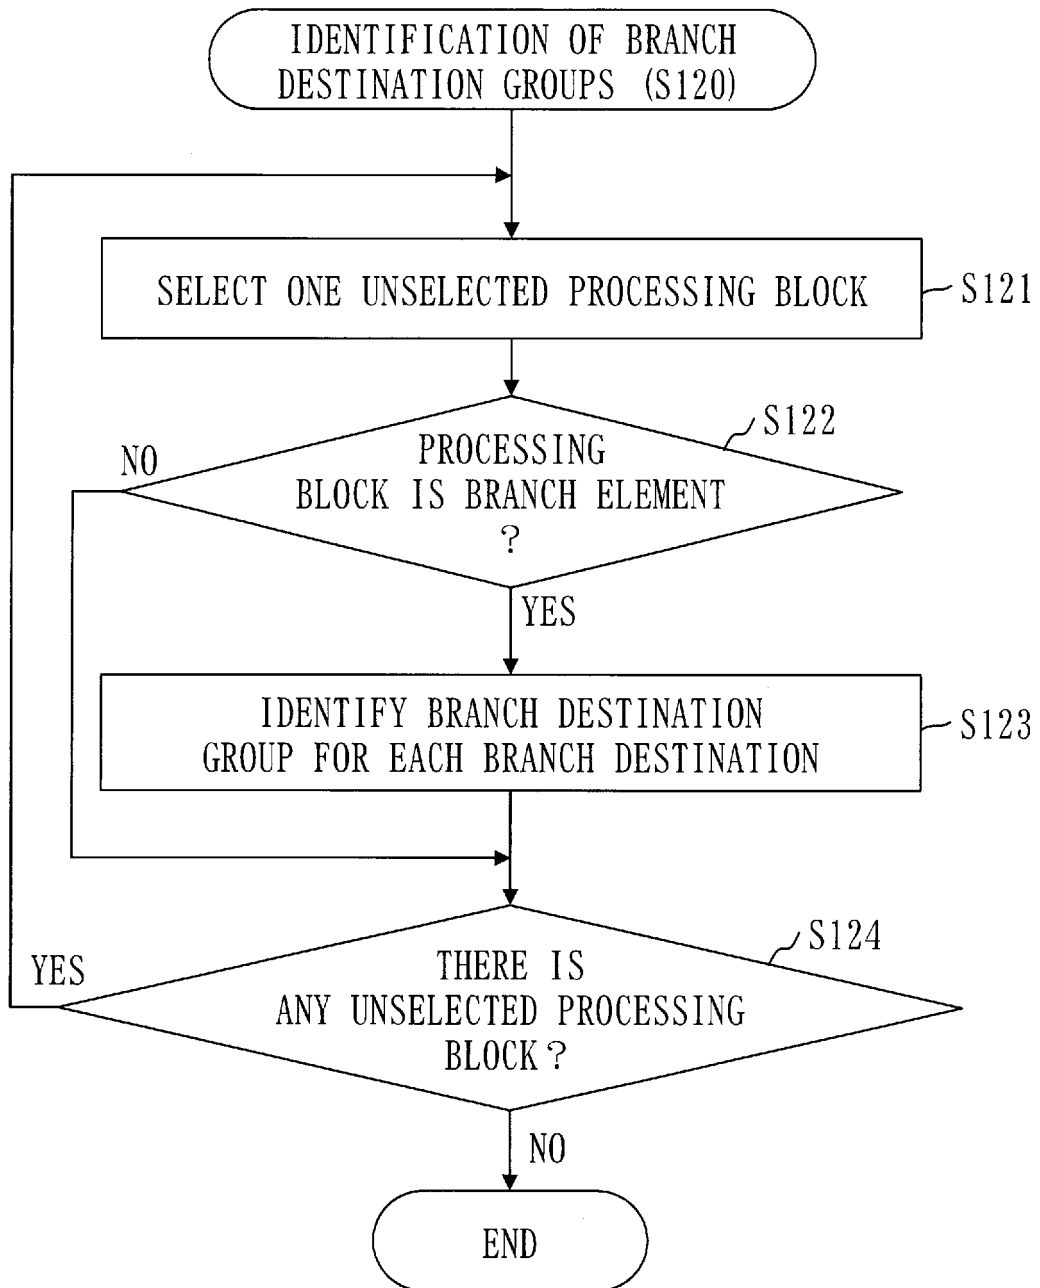 IDENTIFICATION OF BRANCH
DESTINATION GROUPS (S120)
SELECT ONE UNSELECTED PROCESSING BLOCK
S121
S122
NO
PROCESSING
BLOCK IS BRANCH ELEMENT
?
YES
IDENTIFY BRANCH DESTINATION
GROUP FOR EACH BRANCH DESTINATION
S123
S124
YES
THERE IS
ANY UNSELECTED PROCESSING
BLOCK?
NO
END